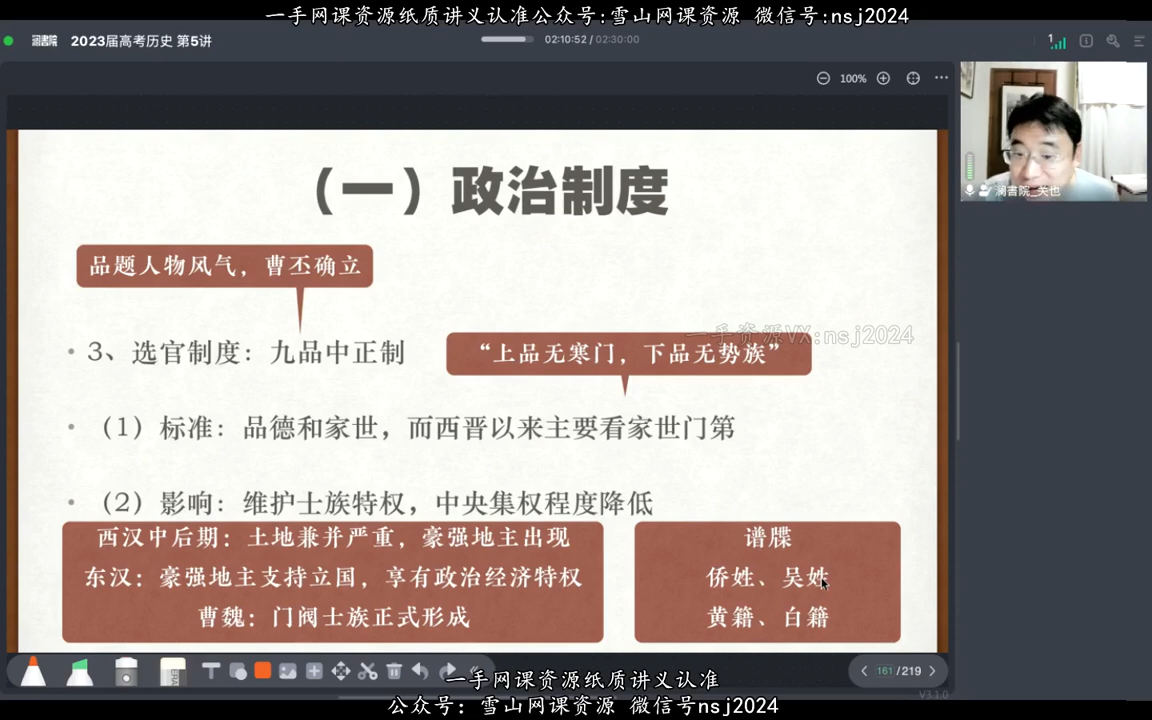 一手网课资源纸质讲义认准公众号:雪山网课资源 微信号:nsj2024
澜書院 2023届高考历史 第5讲
02:10:52 / 02:30:00
1
100%
澜書院_关也
（一）政治制度
品题人物风气，曹丕确立
一手资源VX:nsj2024
• 3、选官制度：九品中正制
“上品无寒门，下品无势族”
• （1）标准：品德和家世，而西晋以来主要看家世门第
• （2）影响：维护士族特权，中央集权程度降低
西汉中后期：土地兼并严重，豪强地主出现
东汉：豪强地主支持立国，享有政治经济特权
曹魏：门阀士族正式形成
谱牒
侨姓、吴姓
黄籍、白籍
161 /219
一手网课资源纸质讲义认准
V3.1.0
公众号：雪山网课资源 微信号nsj2024